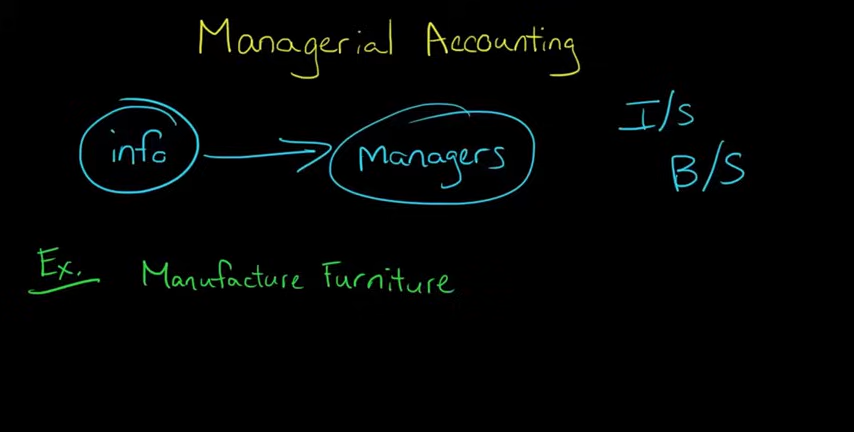 Managerial Accounting
info Managers I/S
B/S
Ex. Manufacture Furniture